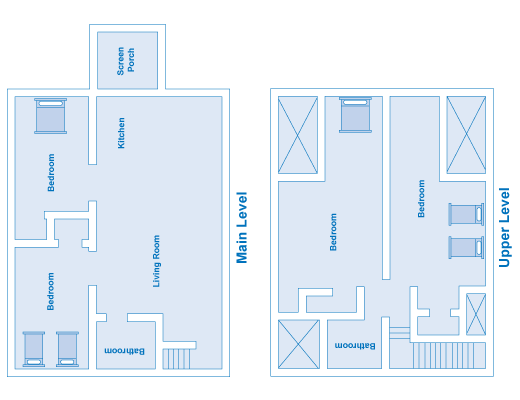 Screen
Porch
Kitchen
Bedroom
Living Room
Bedroom
Bathroom
Main Level
Bedroom
Bedroom
Bathroom
Upper Level